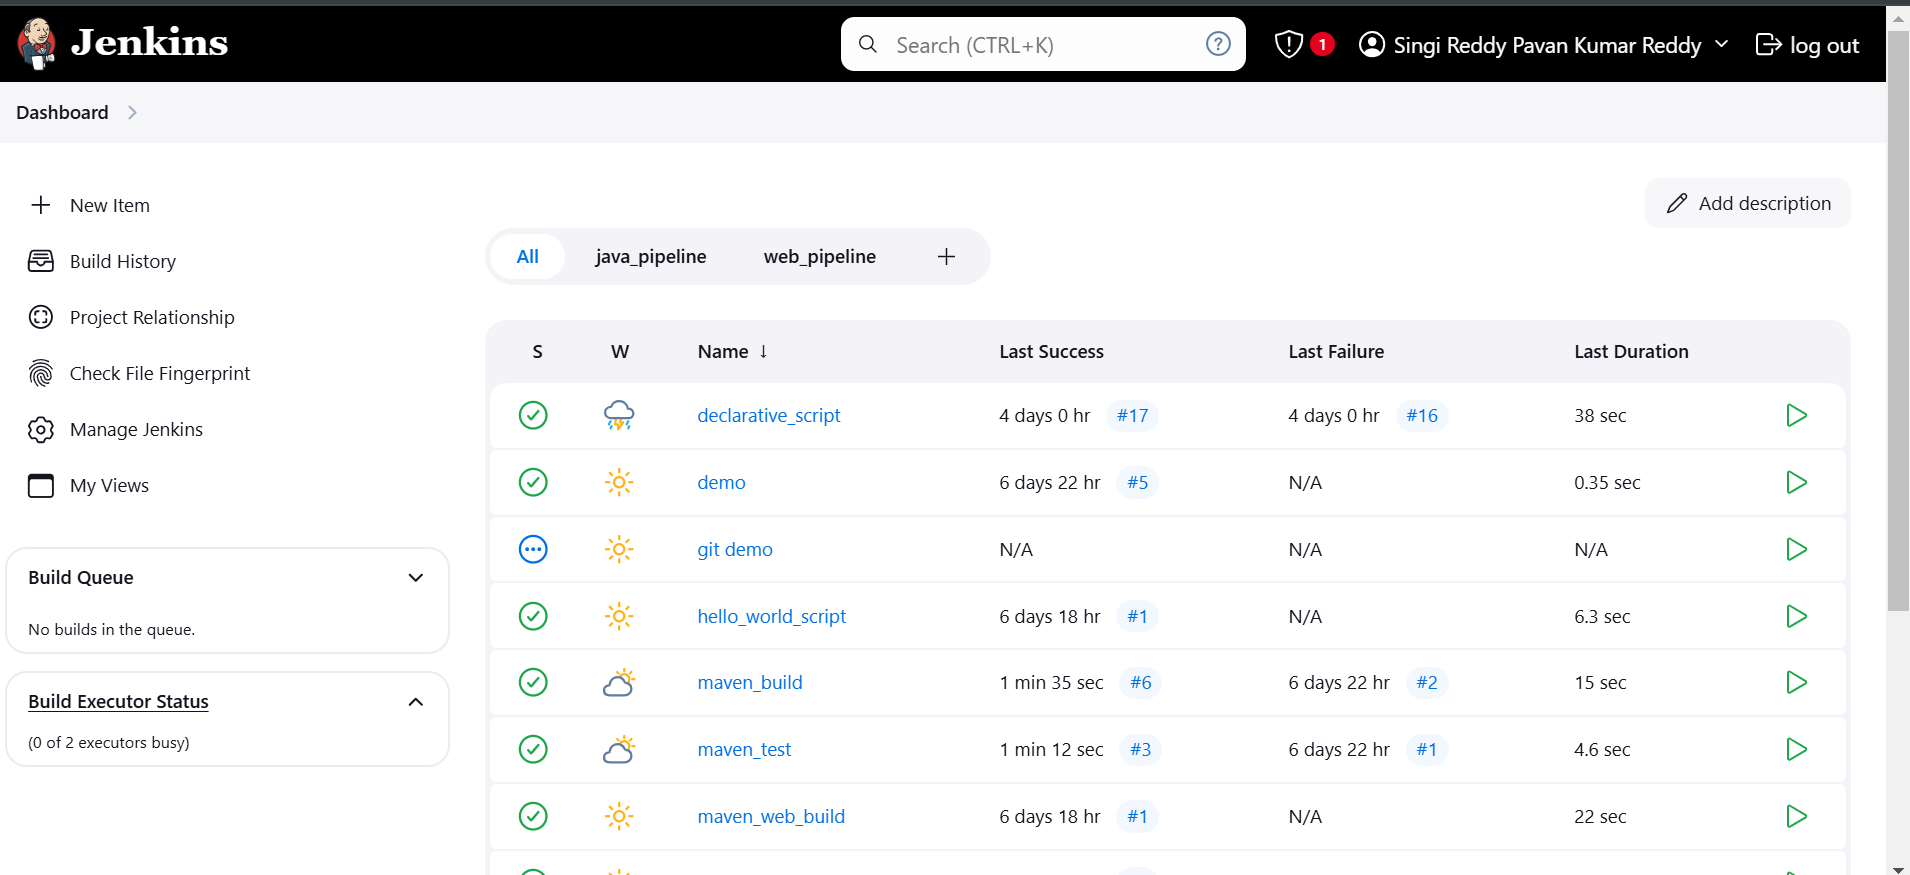 Jenkins
Search (CTRL+K)
1
Singi Reddy Pavan Kumar Reddy
log out
Dashboard
New Item
Build History
Project Relationship
Check File Fingerprint
Manage Jenkins
My Views
Build Queue
No builds in the queue.
Build Executor Status
(0 of 2 executors busy)
Add description
All java_pipeline web_pipeline +
S W Name ↓ Last Success Last Failure Last Duration
declarative_script 4 days 0 hr #17 4 days 0 hr #16 38 sec
demo 6 days 22 hr #5 N/A 0.35 sec
git demo N/A N/A N/A
hello_world_script 6 days 18 hr #1 N/A 6.3 sec
maven_build 1 min 35 sec #6 6 days 22 hr #2 15 sec
maven_test 1 min 12 sec #3 6 days 22 hr #1 4.6 sec
maven_web_build 6 days 18 hr #1 N/A 22 sec